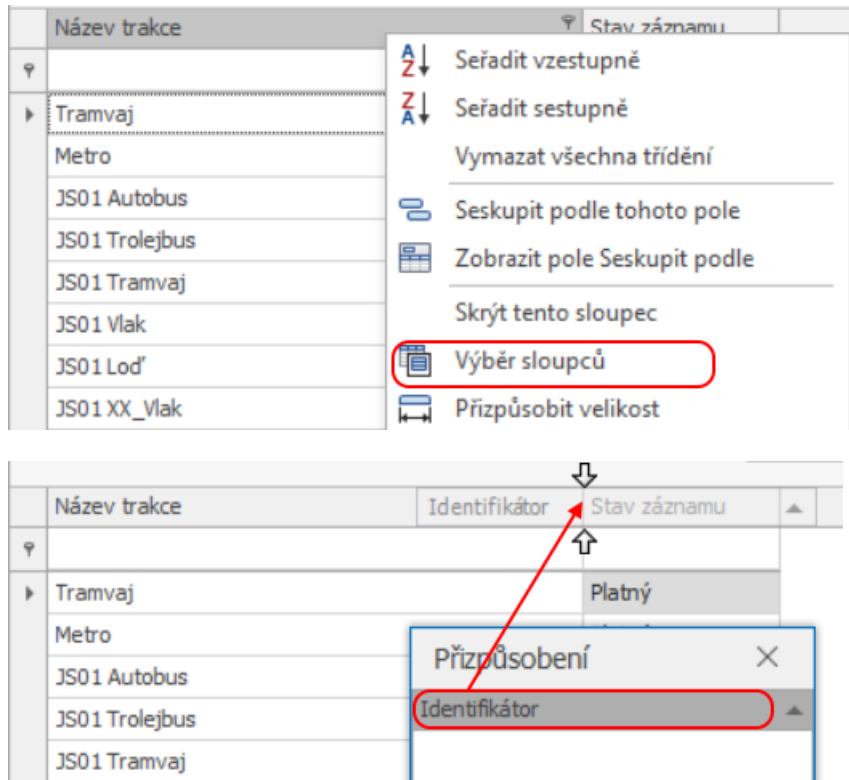 Název trakce Stav záznamu
Seřadit vzestupně
Tramvaj Seřadit sestupně
Metro Vymazat všechna třídění
JS01 Autobus Seskupit podle tohoto pole
JS01 Trolejbus Zobrazit pole Seskupit podle
JS01 Tramvaj
JS01 Vlak Skrýt tento sloupec
JS01 Loď Výběr sloupců
JS01 XX_Vlak Přizpůsobit velikost
Název trakce Identifikátor Stav záznamu
Tramvaj Platný
Metro
JS01 Autobus Přizpůsobení
JS01 Trolejbus Identifikátor
JS01 Tramvaj